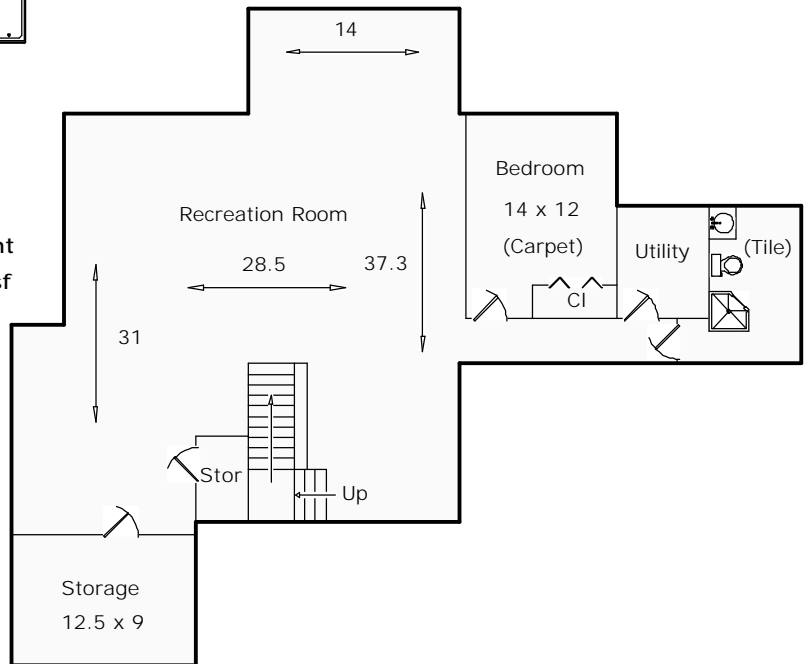 14
Bedroom
14 x 12
(Carpet)
Recreation Room
Utility
(Tile)
28.5
37.3
Cl
31
Stor
Up
Storage
12.5 x 9